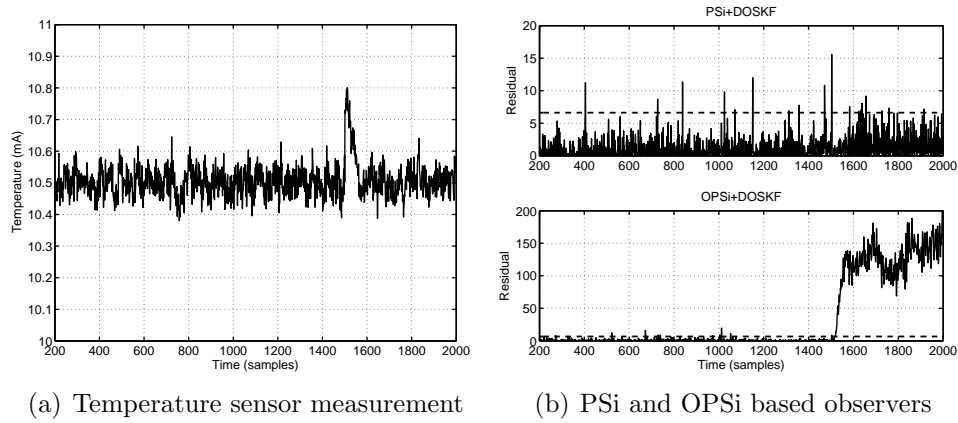 11
10.9
10.8
10.7
10.6
10.5
10.4
10.3
10.2
10.1
10
Temperature (mA)
200 400 600 800 1000 1200 1400 1600 1800 2000
Time (samples)
(a) Temperature sensor measurement
PSi+DOSKF
20
15
10
5
0
Residual
200 400 600 800 1000 1200 1400 1600 1800 2000
OPSi+DOSKF
200
150
100
50
0
Residual
200 400 600 800 1000 1200 1400 1600 1800 2000
Time (samples)
(b) PSi and OPSi based observers